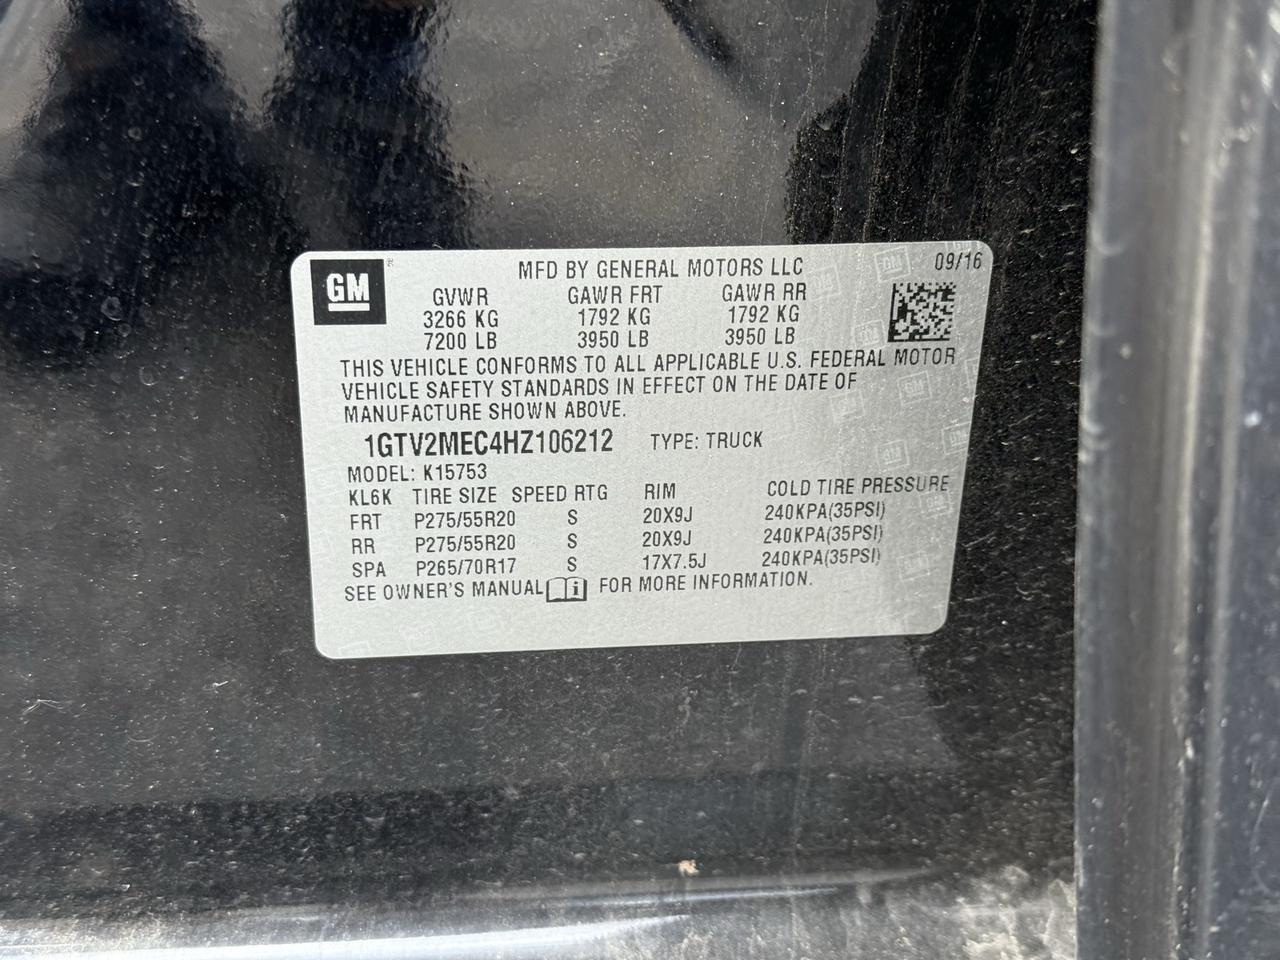 GM
MFD BY GENERAL MOTORS LLC 09/16
GVWR GAWR FRT GAWR RR
3266 KG 1792 KG 1792 KG
7200 LB 3950 LB 3950 LB
THIS VEHICLE CONFORMS TO ALL APPLICABLE U.S. FEDERAL MOTOR
VEHICLE SAFETY STANDARDS IN EFFECT ON THE DATE OF
MANUFACTURE SHOWN ABOVE.
1GTV2MEC4HZ106212 TYPE: TRUCK
MODEL: K15753
KL6K TIRE SIZE SPEED RTG RIM COLD TIRE PRESSURE
FRT P275/55R20 S 20X9J 240KPA(35PSI)
RR P275/55R20 S 20X9J 240KPA(35PSI)
SPA P265/70R17 S 17X7.5J 240KPA(35PSI)
SEE OWNER'S MANUAL FOR MORE INFORMATION.